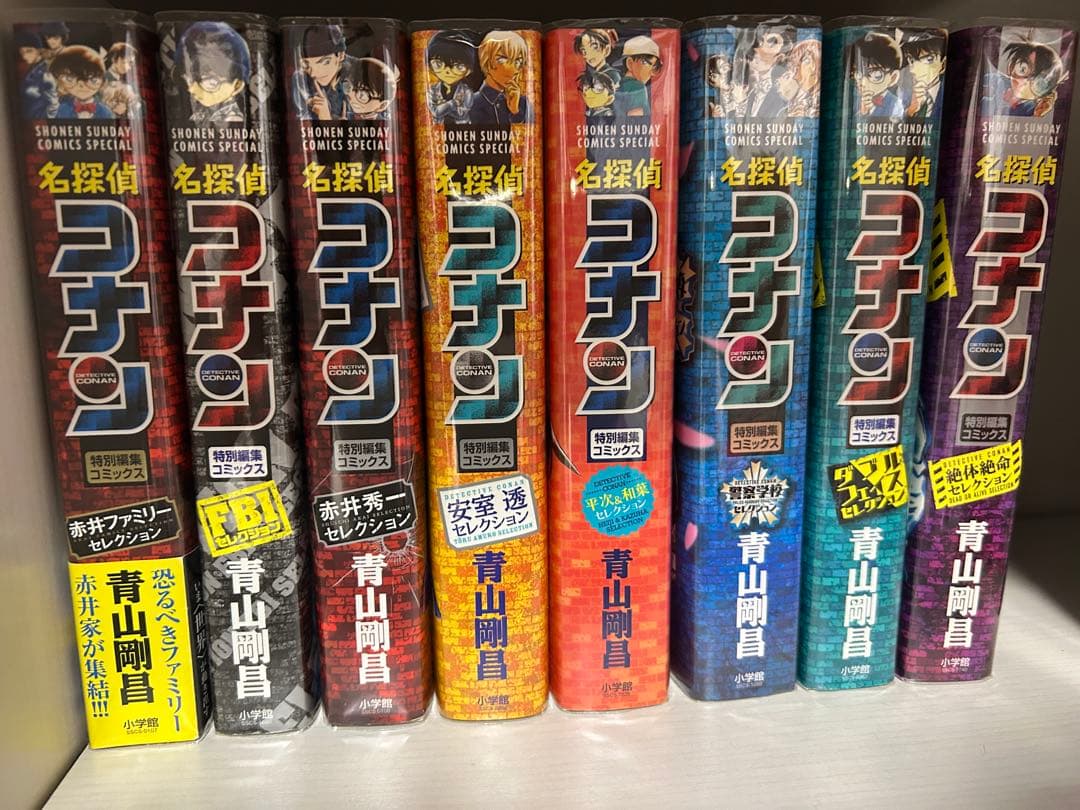 SHONEN SUNDAY
COMICS SPECIAL
名探偵
コナン
DETECTIVE
CONAN
特別編集
コミックス
赤井ファミリー
セレクション
恐るべきファミリー
赤井家が集結!!!
青山剛昌
小学館
SHONEN SUNDAY
COMICS SPECIAL
名探偵
コナン
DETECTIVE
CONAN
特別編集
コミックス
FBI
セレクション
青山剛昌
小学館
SHONEN SUNDAY
COMICS SPECIAL
名探偵
コナン
DETECTIVE
CONAN
特別編集
コミックス
赤井秀一
SHUICHI AKAI SELECTION
セレクション
青山剛昌
小学館
SHONEN SUNDAY
COMICS SPECIAL
名探偵
コナン
DETECTIVE
CONAN
特別編集
コミックス
DETECTIVE CONAN
安室 透
セレクション
TORU AMURO SELECTION
青山剛昌
小学館
SHONEN SUNDAY
COMICS SPECIAL
名探偵
コナン
DETECTIVE
CONAN
特別編集
コミックス
DETECTIVE
CONAN
平次&和葉
セレクション
HEIJI & KAZUHA
SELECTION
青山剛昌
小学館
SHONEN SUNDAY
COMICS SPECIAL
名探偵
コナン
DETECTIVE
CONAN
特別編集
コミックス
DETECTIVE CONAN
警察学校
セレクション
青山剛昌
小学館
SHONEN SUNDAY
COMICS SPECIAL
名探偵
コナン
DETECTIVE
CONAN
特別編集
コミックス
ダブル
フェイス
セレクション
青山剛昌
小学館
SHONEN SUNDAY
COMICS SPECIAL
名探偵
コナン
DETECTIVE
CONAN
特別編集
コミックス
DETECTIVE CONAN
絶体絶命
セレクション
DEAD OR ALIVE SELECTION
青山剛昌
小学館